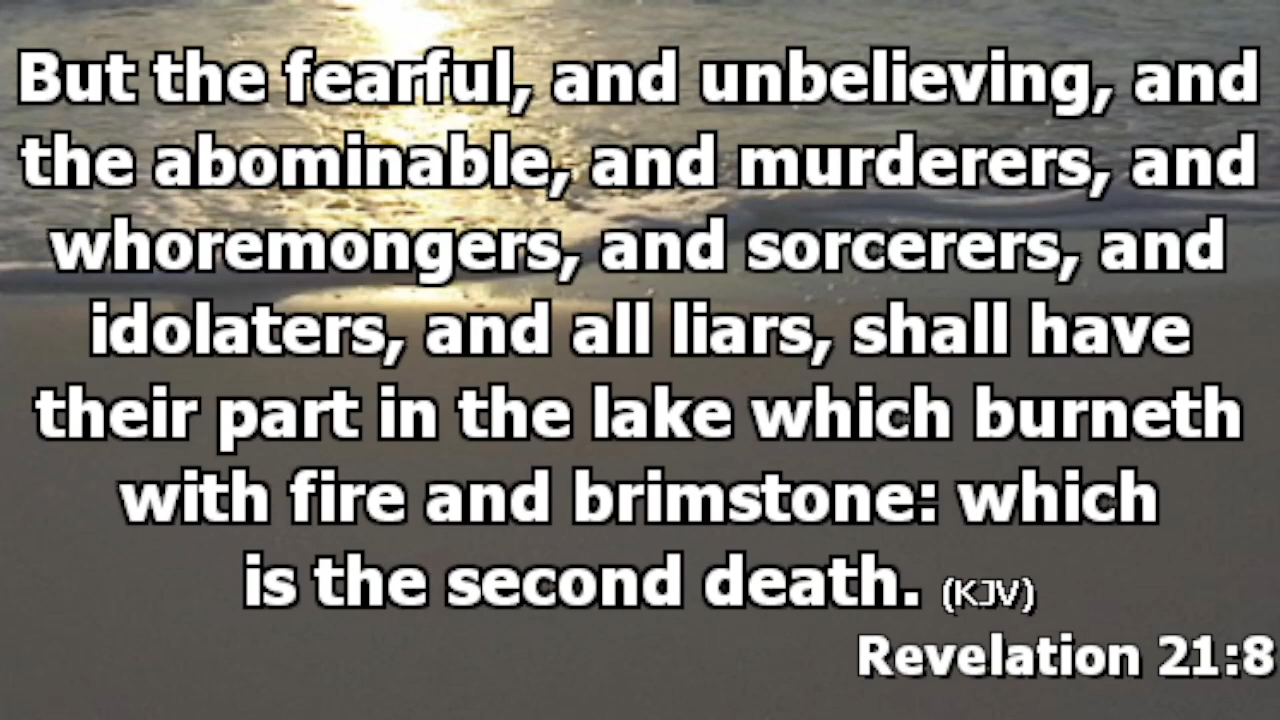 But the fearful, and unbelieving, and
the abominable, and murderers, and
whoremongers, and sorcerers, and
idolaters, and all liars, shall have
their part in the lake which burneth
with fire and brimstone: which
is the second death. (KJV)
Revelation 21:8